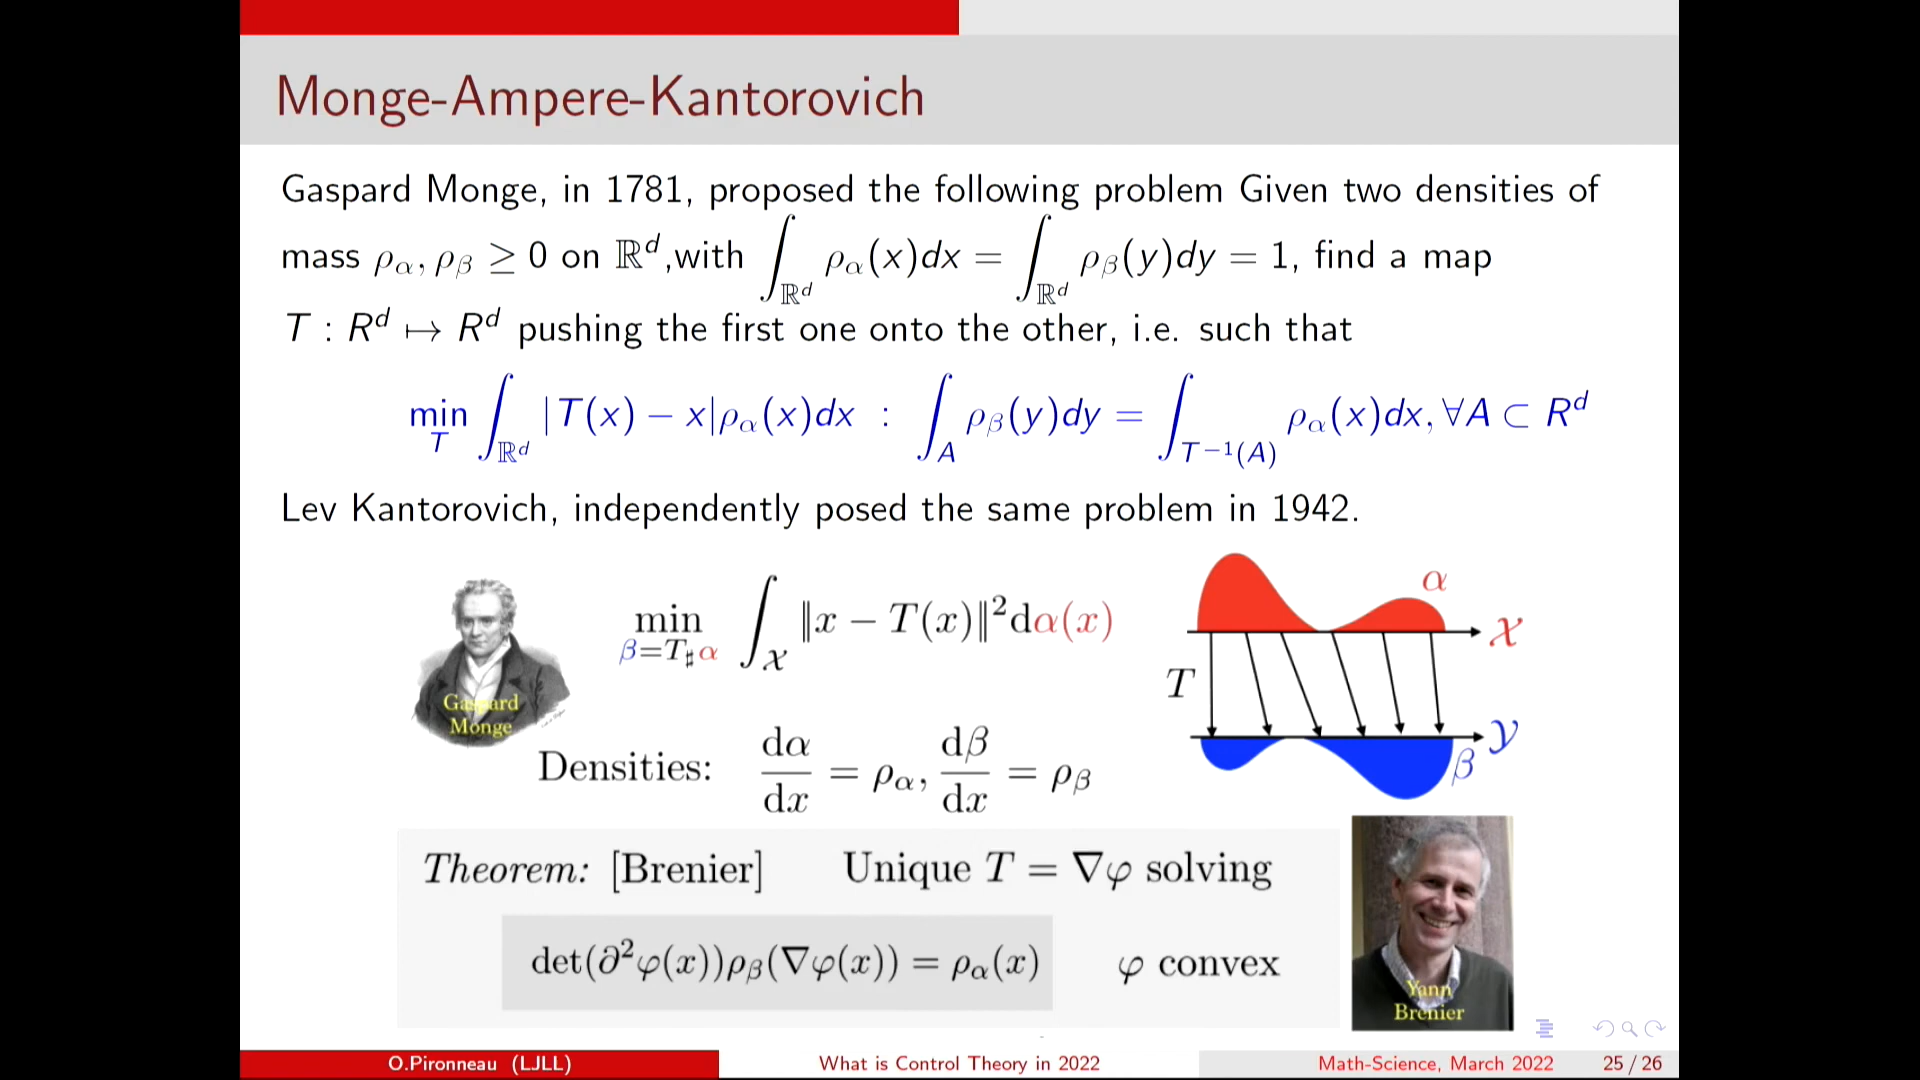 Monge-Ampere-Kantorovich
Gaspard Monge, in 1781, proposed the following problem Given two densities of
mass ρ_α, ρ_β ≥ 0 on ℝ^d,with ∫_{ℝ^d} ρ_α(x)dx = ∫_{ℝ^d} ρ_β(y)dy = 1, find a map
T : R^d ↦ R^d pushing the first one onto the other, i.e. such that
min_T ∫_{ℝ^d} |T(x) − x|ρ_α(x)dx : ∫_A ρ_β(y)dy = ∫_{T−1(A)} ρ_α(x)dx, ∀A ⊂ R^d
Lev Kantorovich, independently posed the same problem in 1942.
Gaspard
Monge
min_{β=T_♯α} ∫_𝒳 ‖x − T(x)‖²dα(x)
α
𝒳
T
𝒴
β
Densities: dα/dx = ρ_α, dβ/dx = ρ_β
Theorem: [Brenier] Unique T = ∇φ solving
det(∂²φ(x))ρ_β(∇φ(x)) = ρ_α(x) φ convex
Yann
Brenier
O.Pironneau (LJLL) What is Control Theory in 2022 Math-Science, March 2022 25 / 26